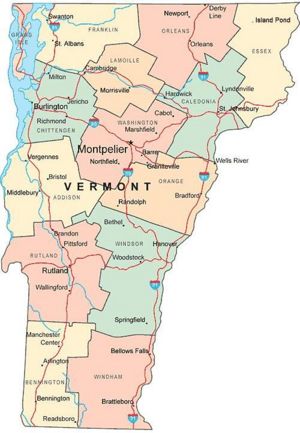 Newport
Derby
Line
Island Pond
Swanton
FRANKLIN
ORLEANS
GRAND
ISLE
St. Albans
Orleans
ESSEX
LAMOILLE
Cambridge
Milton
Morrisville
Hardwick
Lyndonville
CALEDONIA
Burlington
Jericho
Cabot
St. Johnsbury
Richmond
WASHINGTON
Marshfield
CHITTENDEN
Montpelier
Barre
Vergennes
Northfield
Graniteville
Wells River
Bristol
ORANGE
Middlebury
VERMONT
ADDISON
Randolph
Bradford
Bethel
Brandon
WINDSOR
Hanover
Pittsford
RUTLAND
Woodstock
Rutland
Wallingford
Springfield
Manchester
Center
Bellows Falls
Arlington
BENNINGTON
WINDHAM
Bennington
Brattleboro
Readsboro